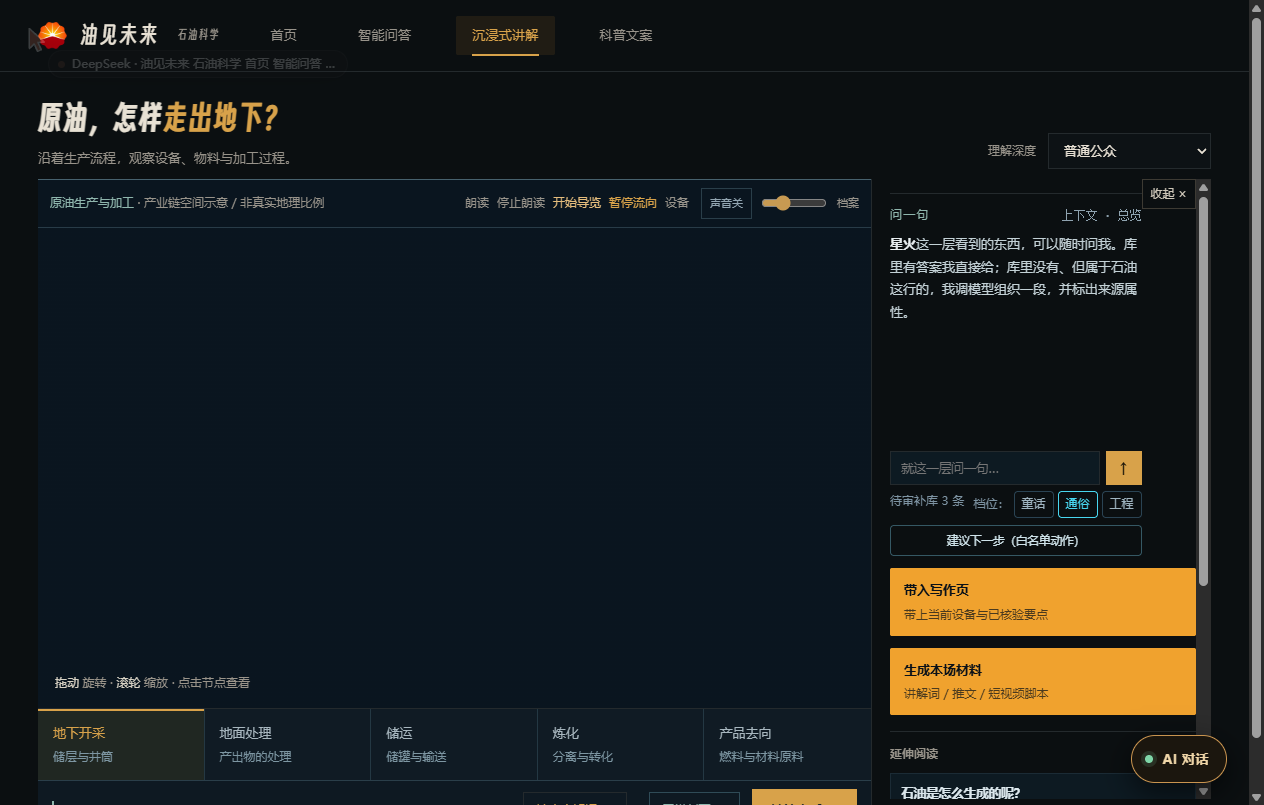 油见未来 石油科学 首页 智能问答 沉浸式讲解 科普文案
DeepSeek · 油见未来 石油科学 首页 智能问答 ...
原油，怎样走出地下？
沿着生产流程，观察设备、物料与加工过程。
理解深度 普通公众
原油生产与加工 · 产业链空间示意 / 非真实地理比例 朗读 停止朗读 开始导览 暂停流向 设备 声音关 档案
收起 ×
问一句 上下文 · 总览
星火这一层看到的东西，可以随时问我。库
里有答案我直接给；库里没有、但属于石油
这行的，我调模型组织一段，并标出来源属
性。
就这一层问一句... ↑
待审补库 3 条 档位： 童话 通俗 工程
建议下一步（白名单动作）
带入写作页
带上当前设备与已核验要点
生成本场材料
讲解词 / 推文 / 短视频脚本
拖动 旋转 · 滚轮 缩放 · 点击节点查看
地下开采 地面处理 储运 炼化 产品去向
储层与井筒 产出物的处理 储罐与输送 分离与转化 燃料与材料原料
延伸阅读
AI 对话
石油是怎么生成的呢？